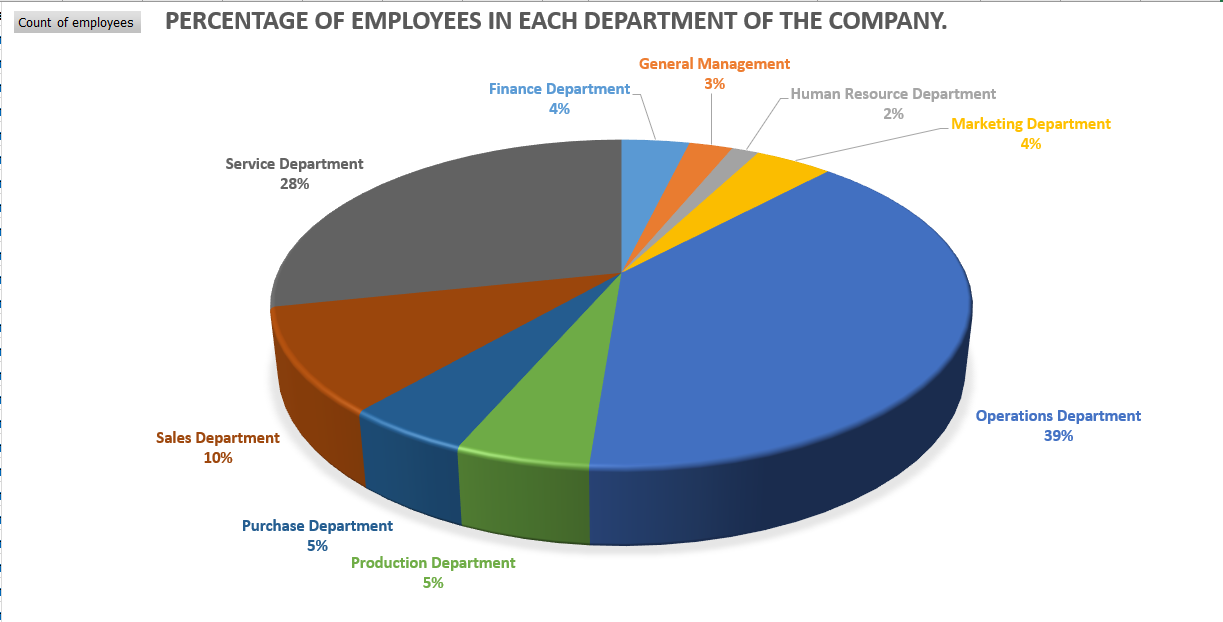 Count of employees
PERCENTAGE OF EMPLOYEES IN EACH DEPARTMENT OF THE COMPANY.
General Management
3%
Finance Department
4%
Human Resource Department
2%
Marketing Department
4%
Service Department
28%
Operations Department
39%
Sales Department
10%
Purchase Department
5%
Production Department
5%